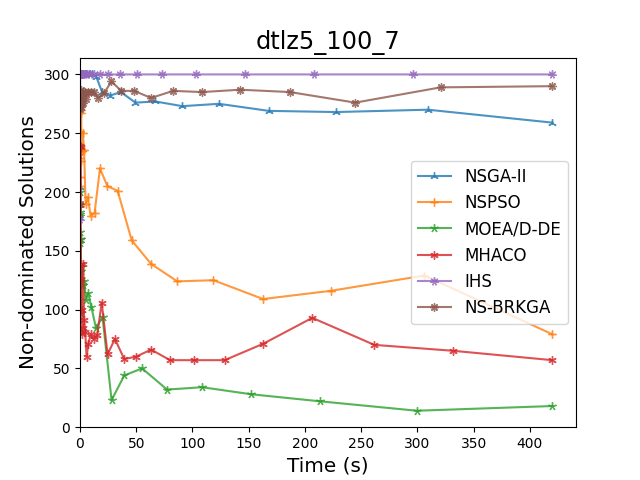 dtlz5_100_7
Non-dominated Solutions
300
250
200
150
100
50
0
NSGA-II
NSPSO
MOEA/D-DE
MHACO
IHS
NS-BRKGA
0 50 100 150 200 250 300 350 400
Time (s)